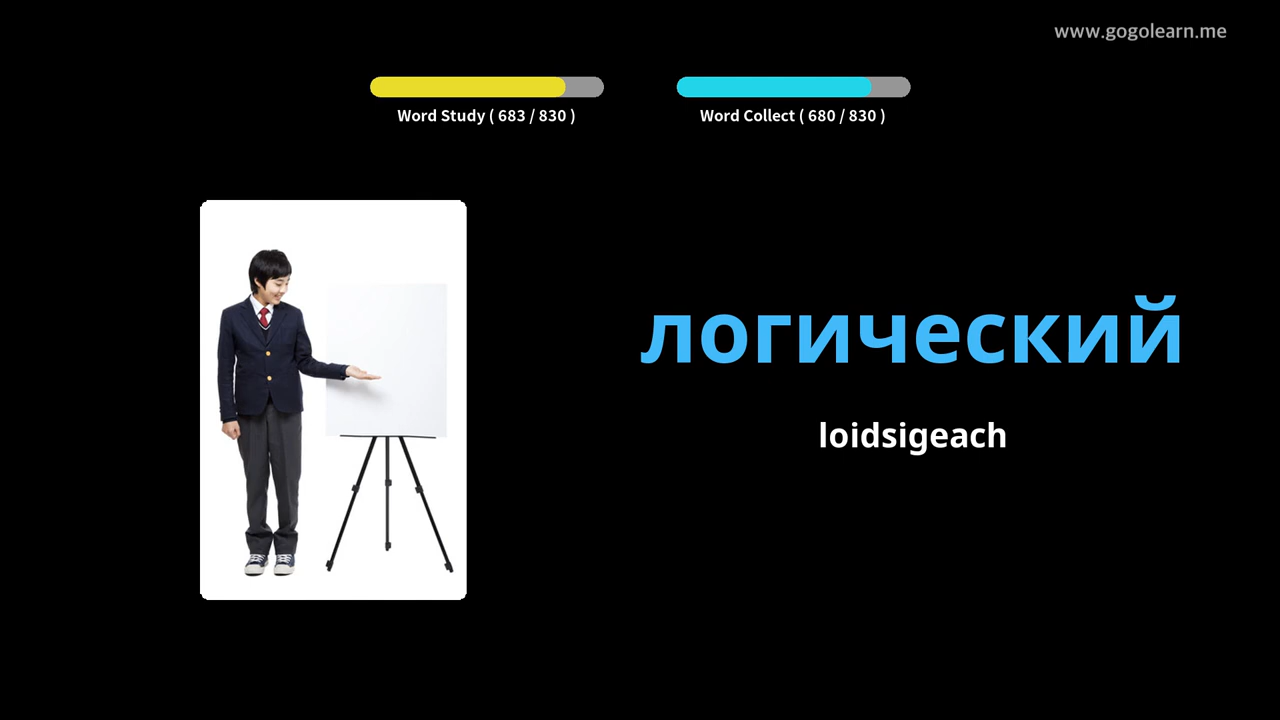 www.gogolearn.me
Word Study ( 683 / 830 )
Word Collect ( 680 / 830 )
логический
loidsigeach